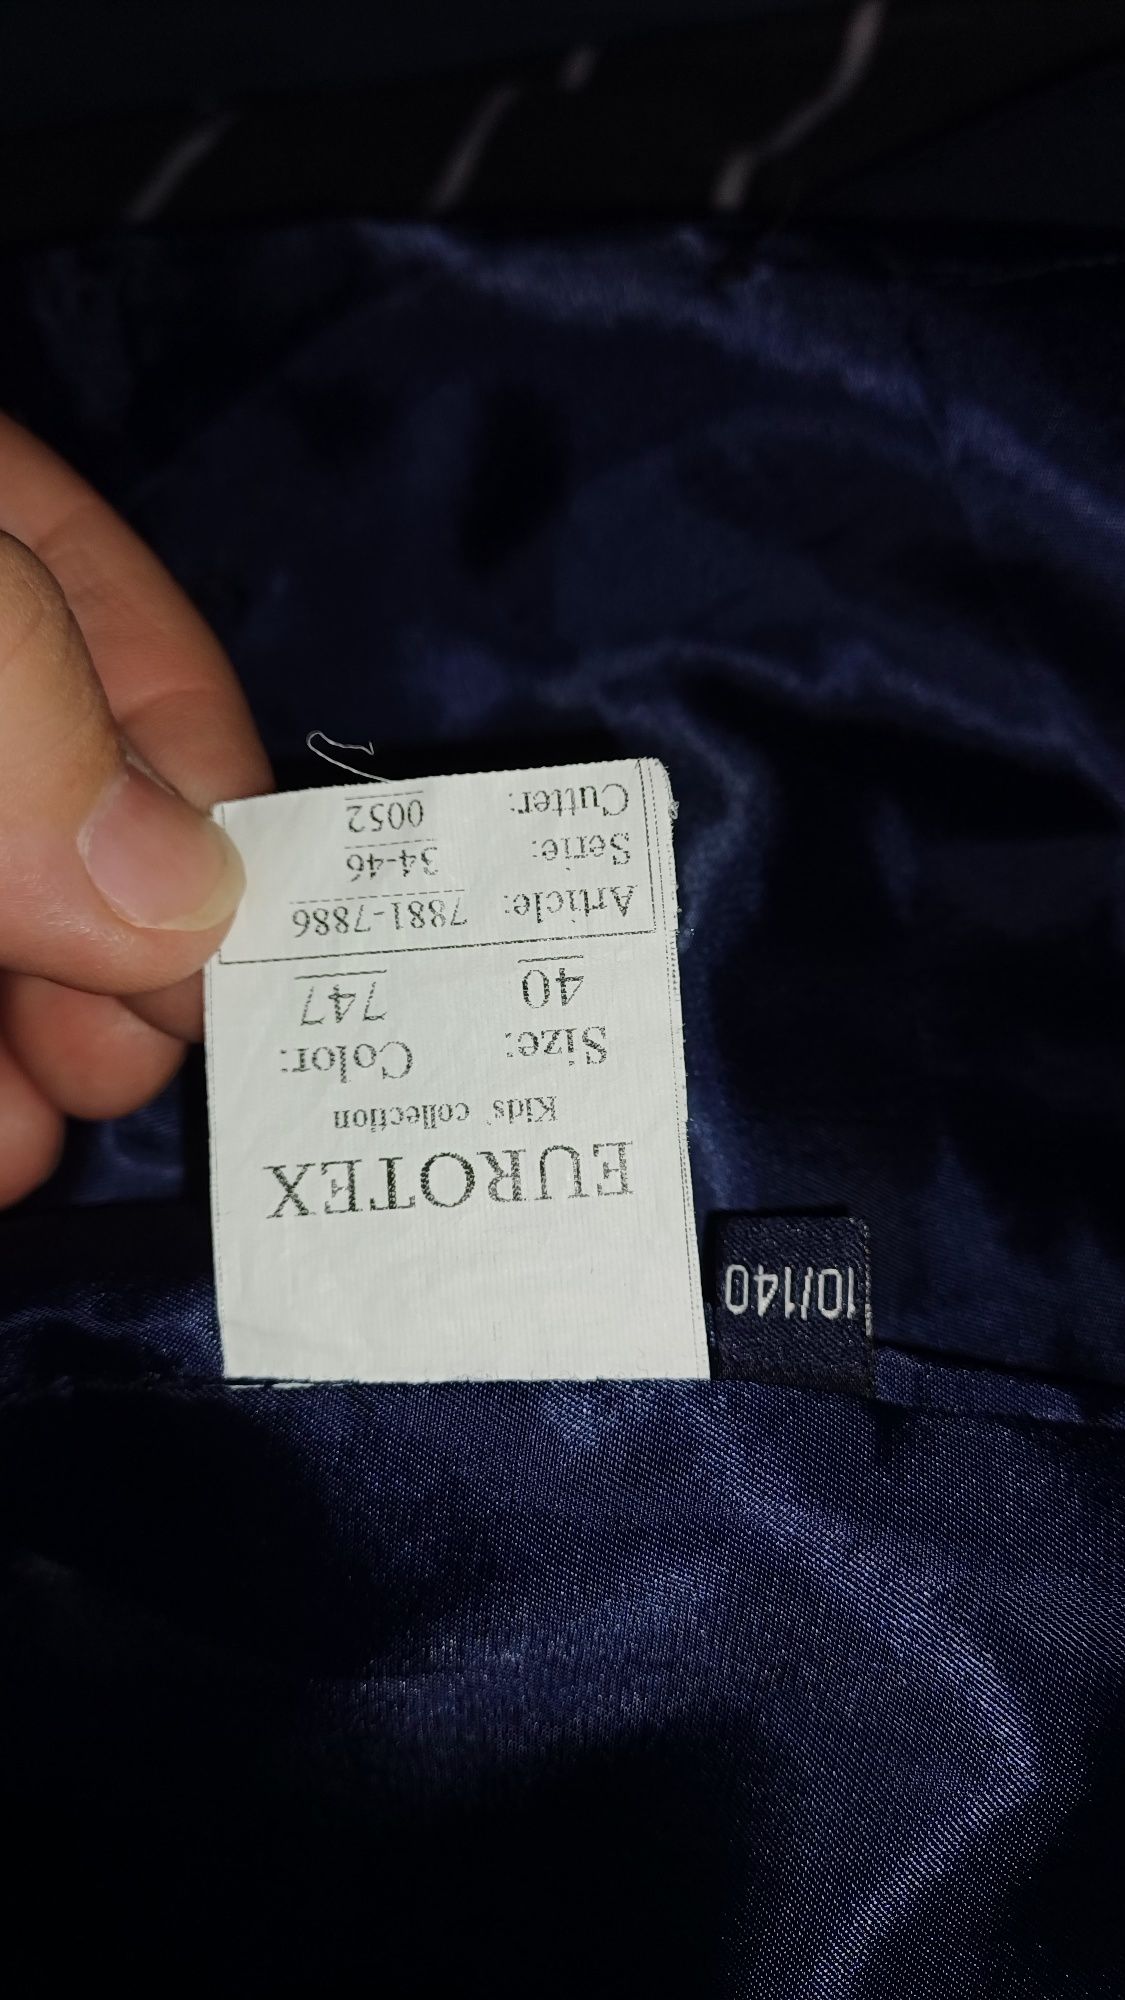 EUROTEX
Kids' collection
Size: Color:
40 747
Article: 7881-7886
Serie: 34-46
Cutter: 0052
10/140